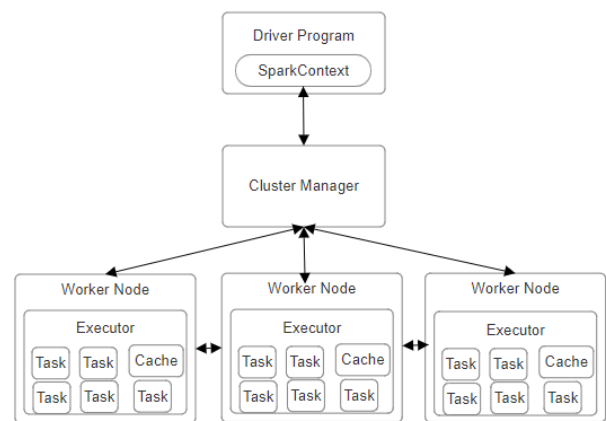 Driver Program
SparkContext
Cluster Manager
Worker Node
Executor
Task Task Cache
Task Task Task
Worker Node
Executor
Task Task Cache
Task Task Task
Worker Node
Executor
Task Task Cache
Task Task Task